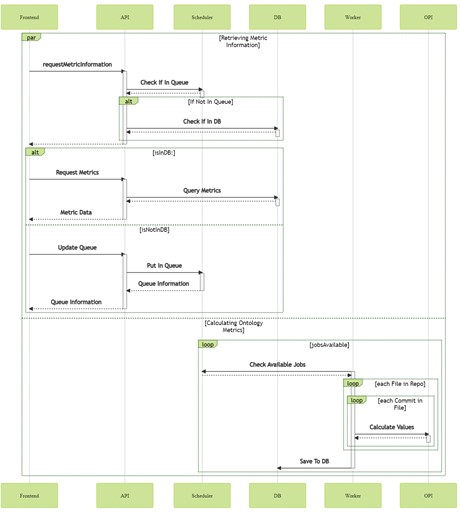 Frontend API Scheduler DB Worker OPI
par [Retrieving Metric
Information]
requestMetricInformation
Check If In Queue
alt [If Not In Queue]
Check If in DB
alt [isInDB:]
Request Metrics
Query Metrics
Metric Data
[isNotInDB]
Update Queue
Put In Queue
Queue Information
Queue Information
[Calculating Ontology
Metrics]
loop [jobsAvailable]
Check Available Jobs
loop [each File in Repo]
loop [each Commit in
File]
Calculate Values
Save To DB
Frontend API Scheduler DB Worker OPI